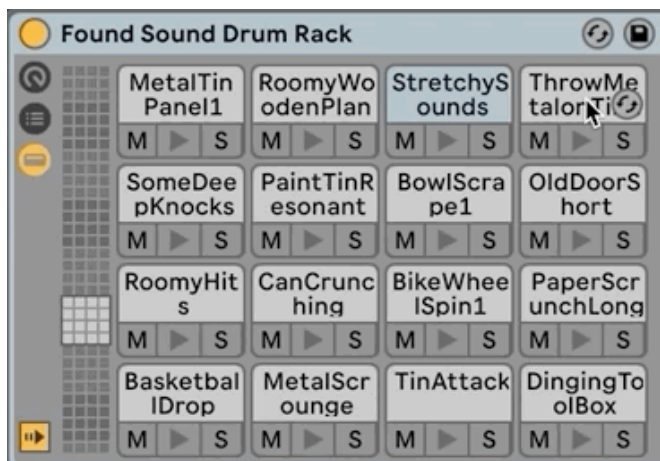 Found Sound Drum Rack
MetalTin RoomyWo StretchyS ThrowMe
Panel1 odenPlan ounds
M S M S M S M S
SomeDee PaintTinR BowlScra OldDoorS
pKnocks esonant pe1 hort
M S M S M S M S
RoomyHit CanCrunc BikeWhee PaperScr
s hing lSpin1 unchLong
M S M S M S M S
Basketbal MetalScr TinAttack DingingTo
lDrop ounge olBox
M S M S M S M S